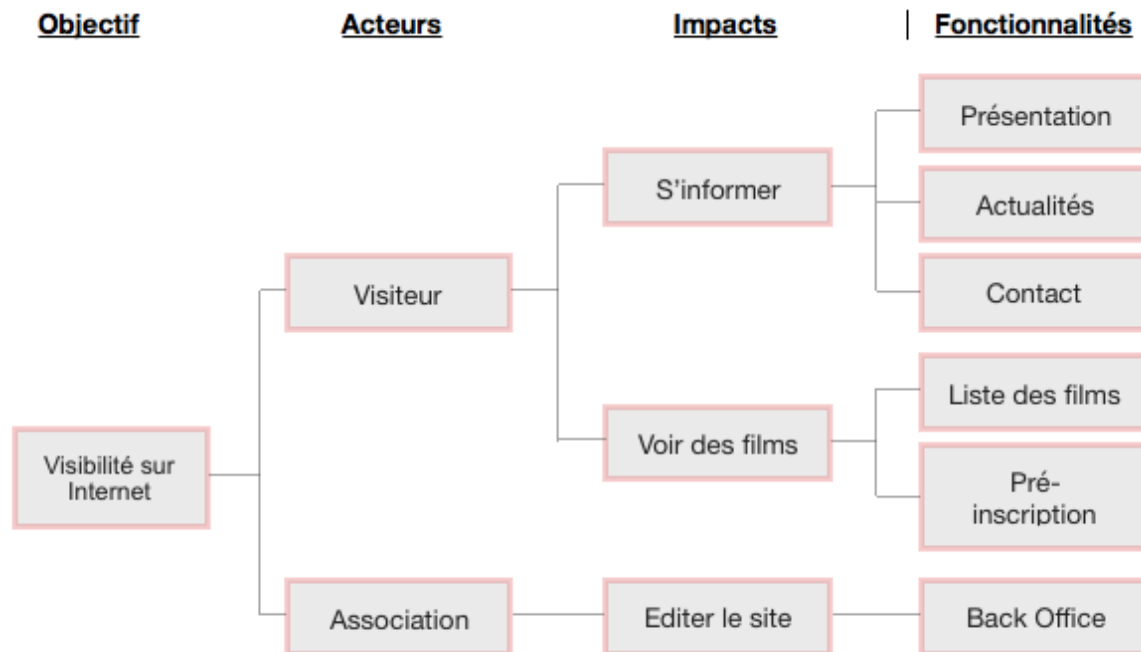 Objectif Acteurs Impacts Fonctionnalités
Présentation
S'informer
Actualités
Visiteur
Contact
Liste des films
Voir des films
Visibilité sur
Internet
Pré-
inscription
Association Editer le site Back Office